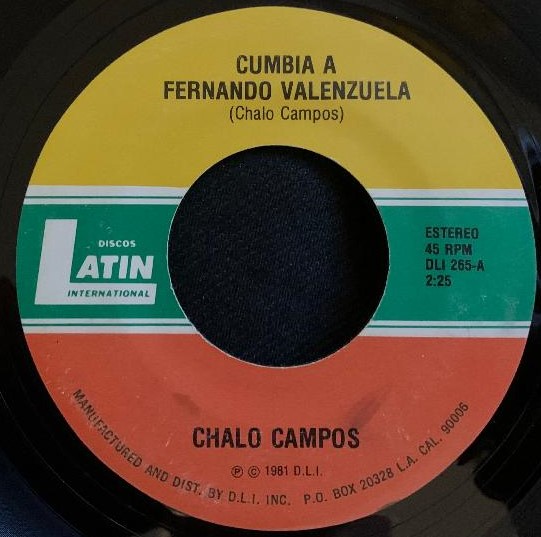 CUMBIA A
FERNANDO VALENZUELA
(Chalo Campos)
DISCOS
LATIN
INTERNATIONAL
ESTEREO
45 RPM
DLI 265-A
2:25
CHALO CAMPOS
℗ © 1981 D.L.I.
MANUFACTURED AND DIST. BY D.L.I. INC. P.O. BOX 20328 L.A. CAL. 90006